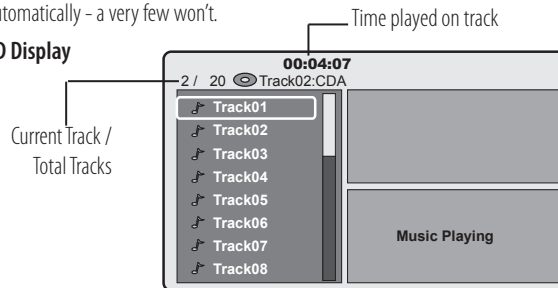 utomatically - a very few won't.
Time played on track
D Display
00:04:07
2 / 20 Track02:CDA
Current Track /
Total Tracks
Track01
Track02
Track03
Track04
Track05
Track06
Track07
Track08
Music Playing